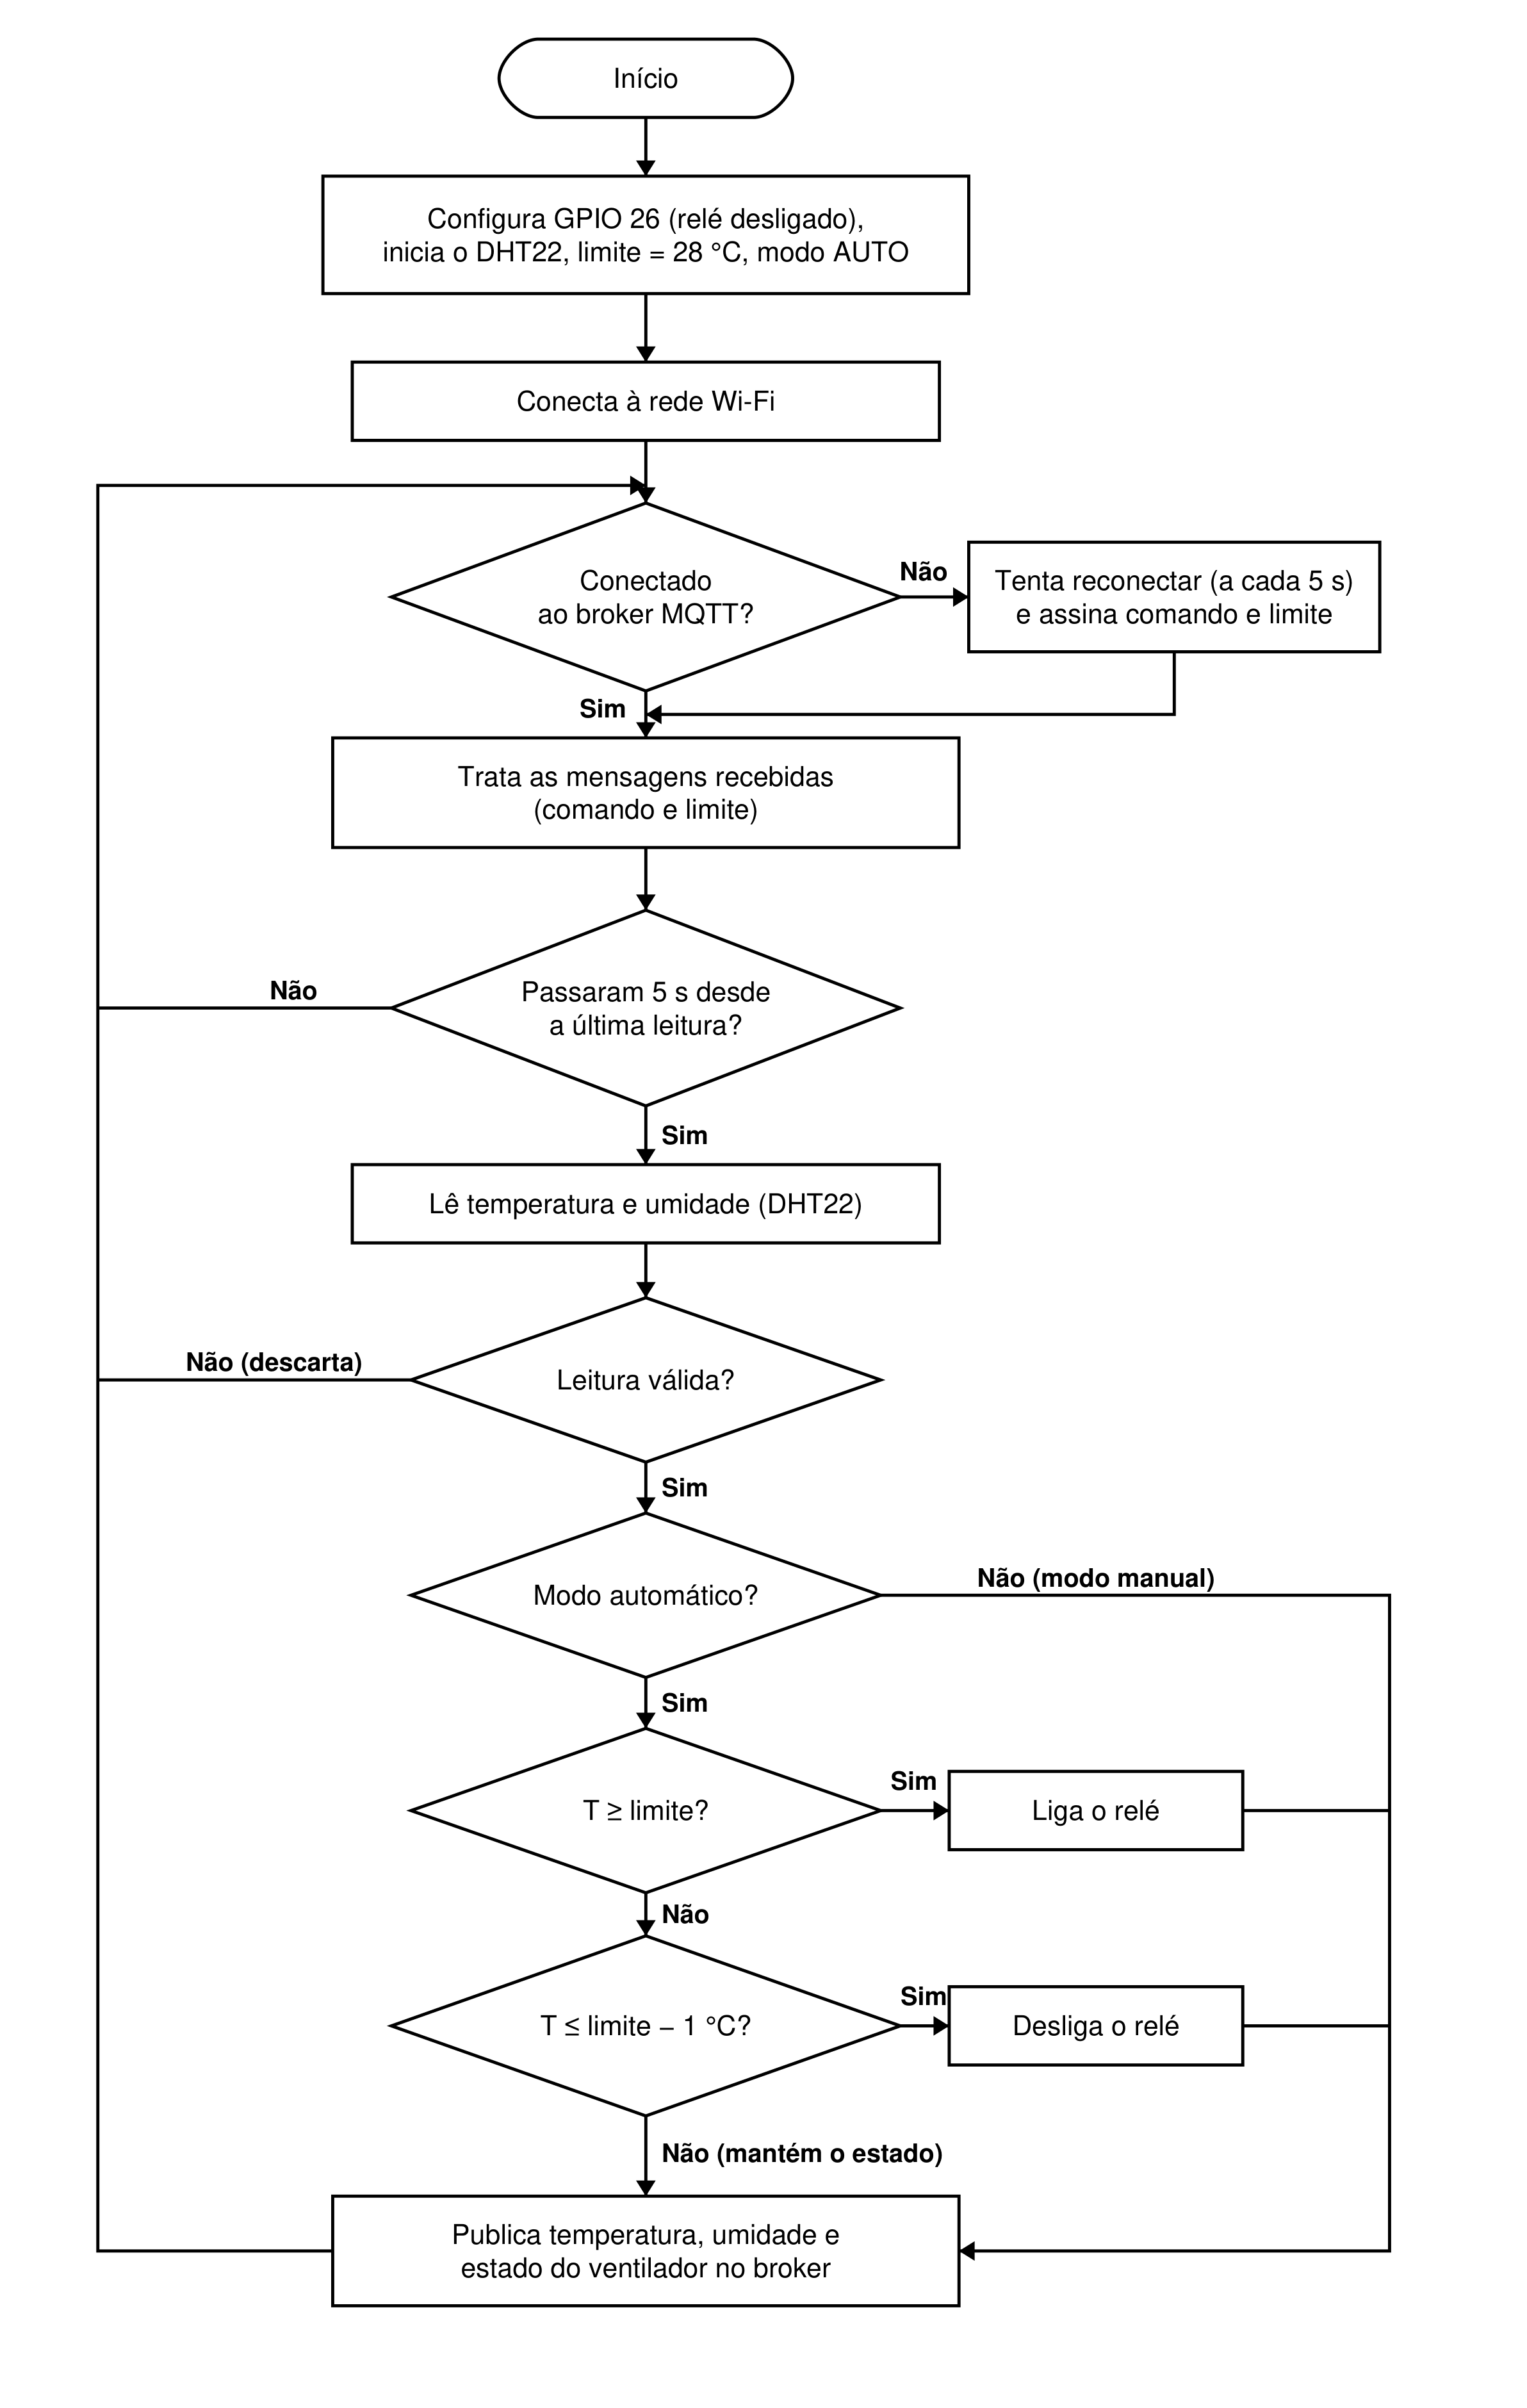 Início
Configura GPIO 26 (relé desligado),
inicia o DHT22, limite = 28 °C, modo AUTO
Conecta à rede Wi-Fi
Conectado
ao broker MQTT?
Não
Tenta reconectar (a cada 5 s)
e assina comando e limite
Sim
Trata as mensagens recebidas
(comando e limite)
Passaram 5 s desde
a última leitura?
Não
Sim
Lê temperatura e umidade (DHT22)
Leitura válida?
Não (descarta)
Sim
Modo automático?
Não (modo manual)
Sim
T ≥ limite?
Sim
Liga o relé
Não
T ≤ limite − 1 °C?
Sim
Desliga o relé
Não (mantém o estado)
Publica temperatura, umidade e
estado do ventilador no broker